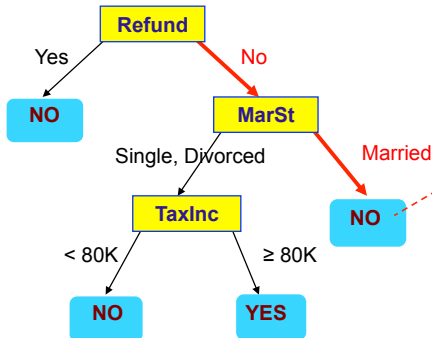 Refund
Yes
No
NO
MarSt
Single, Divorced
Married
TaxInc
NO
< 80K
≥ 80K
NO
YES